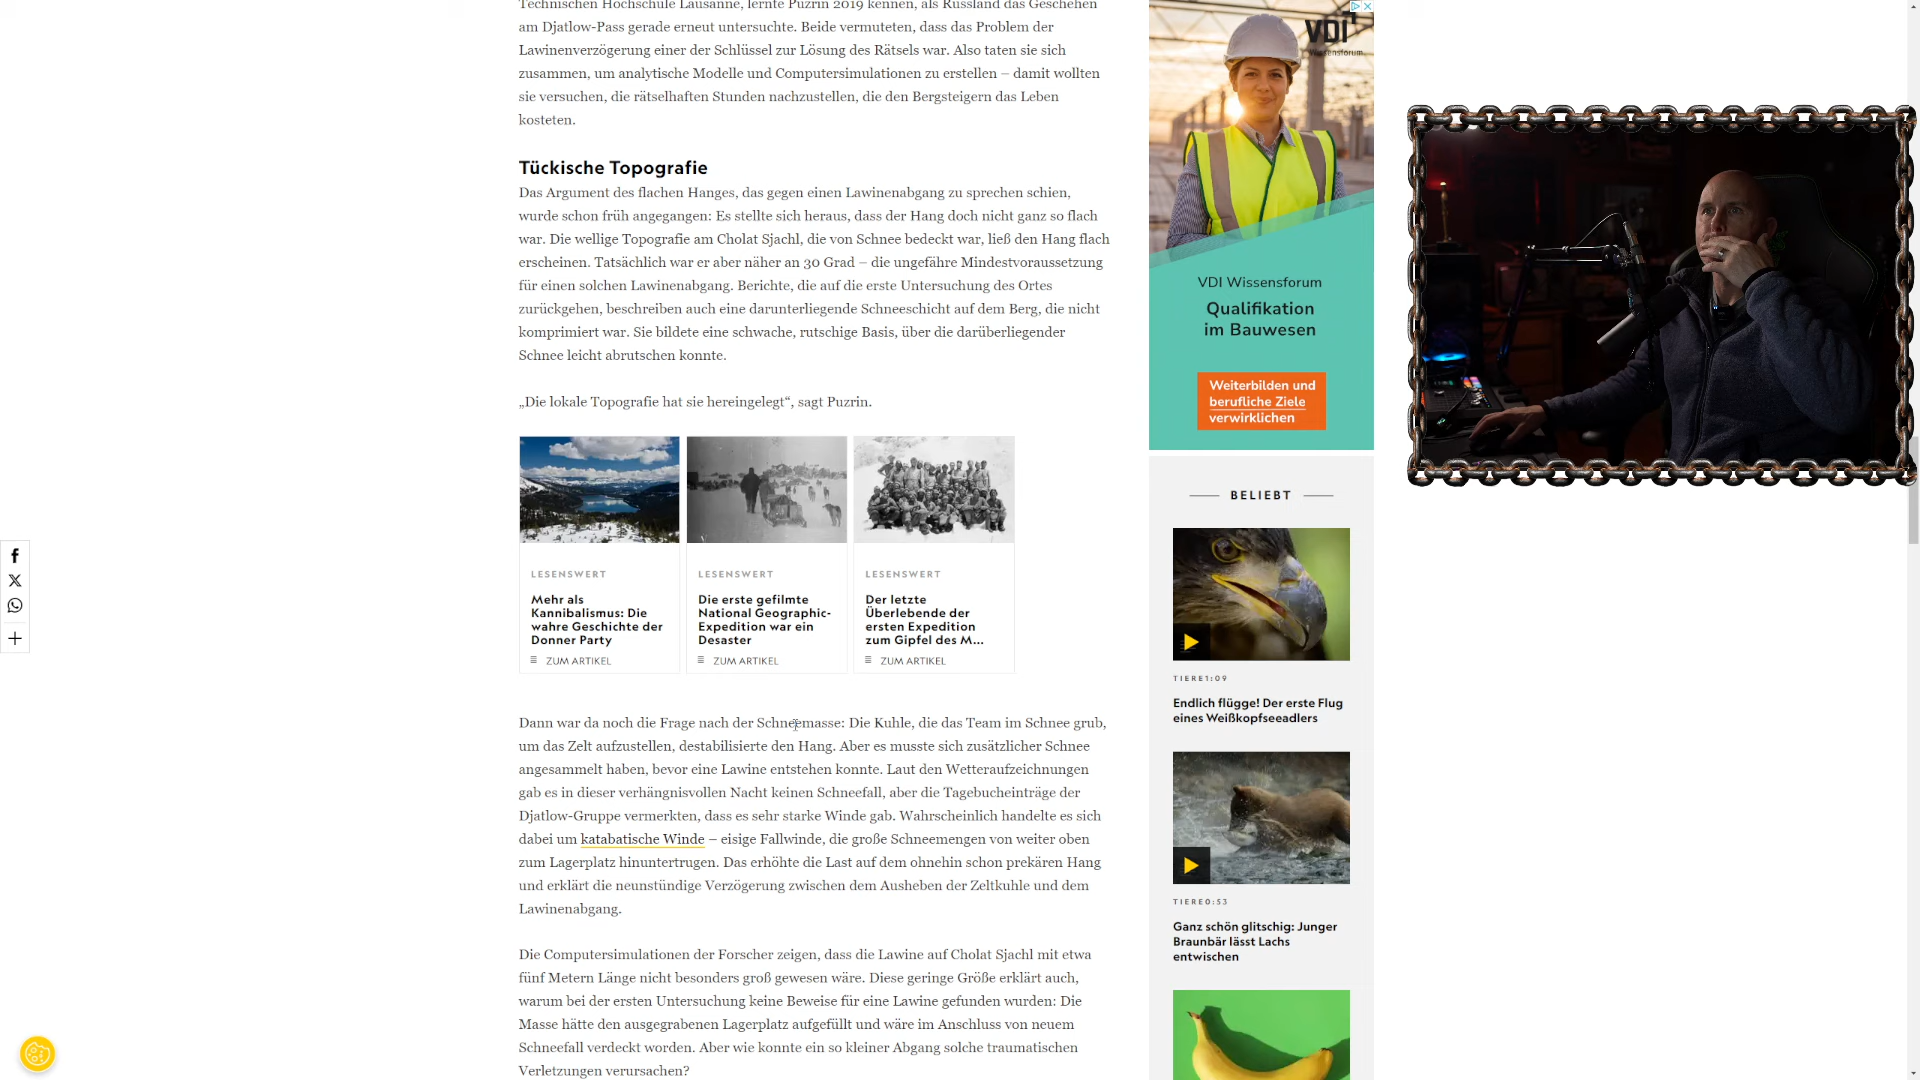 Technischen Hochschule Lausanne, lernte Puzrin 2019 kennen, als Russland das Geschehen
am Djatlow-Pass gerade erneut untersuchte. Beide vermuteten, dass das Problem der
Lawinenverzögerung einer der Schlüssel zur Lösung des Rätsels war. Also taten sie sich
zusammen, um analytische Modelle und Computersimulationen zu erstellen – damit wollten
sie versuchen, die rätselhaften Stunden nachzustellen, die den Bergsteigern das Leben
kosteten.
Tückische Topografie
Das Argument des flachen Hanges, das gegen einen Lawinenabgang zu sprechen schien,
wurde schon früh angegangen: Es stellte sich heraus, dass der Hang doch nicht ganz so flach
war. Die wellige Topografie am Cholat Sjachl, die von Schnee bedeckt war, ließ den Hang flach
erscheinen. Tatsächlich war er aber näher an 30 Grad – die ungefähre Mindestvoraussetzung
für einen solchen Lawinenabgang. Berichte, die auf die erste Untersuchung des Ortes
zurückgehen, beschreiben auch eine darunterliegende Schneeschicht auf dem Berg, die nicht
komprimiert war. Sie bildete eine schwache, rutschige Basis, über die darüberliegender
Schnee leicht abrutschen konnte.
„Die lokale Topografie hat sie hereingelegt“, sagt Puzrin.
LESENSWERT
Mehr als
Kannibalismus: Die
wahre Geschichte der
Donner Party
ZUM ARTIKEL
LESENSWERT
Die erste gefilmte
National Geographic-
Expedition war ein
Desaster
ZUM ARTIKEL
LESENSWERT
Der letzte
Überlebende der
ersten Expedition
zum Gipfel des M...
ZUM ARTIKEL
Dann war da noch die Frage nach der Schneemasse: Die Kuhle, die das Team im Schnee grub,
um das Zelt aufzustellen, destabilisierte den Hang. Aber es musste sich zusätzlicher Schnee
angesammelt haben, bevor eine Lawine entstehen konnte. Laut den Wetteraufzeichnungen
gab es in dieser verhängnisvollen Nacht keinen Schneefall, aber die Tagebucheinträge der
Djatlow-Gruppe vermerkten, dass es sehr starke Winde gab. Wahrscheinlich handelte es sich
dabei um katabatische Winde – eisige Fallwinde, die große Schneemengen von weiter oben
zum Lagerplatz hinuntertrugen. Das erhöhte die Last auf dem ohnehin schon prekären Hang
und erklärt die neunstündige Verzögerung zwischen dem Ausheben der Zeltkuhle und dem
Lawinenabgang.
Die Computersimulationen der Forscher zeigen, dass die Lawine auf Cholat Sjachl mit etwa
fünf Metern Länge nicht besonders groß gewesen wäre. Diese geringe Größe erklärt auch,
warum bei der ersten Untersuchung keine Beweise für eine Lawine gefunden wurden: Die
Masse hätte den ausgegrabenen Lagerplatz aufgefüllt und wäre im Anschluss von neuem
Schneefall verdeckt worden. Aber wie konnte ein so kleiner Abgang solche traumatischen
Verletzungen verursachen?
VDI
Wissensforum
VDI Wissensforum
Qualifikation
im Bauwesen
Weiterbilden und
berufliche Ziele
verwirklichen
BELIEBT
TIERE1:09
Endlich flügge! Der erste Flug
eines Weißkopfseeadlers
TIERE0:53
Ganz schön glitschig: Junger
Braunbär lässt Lachs
entwischen